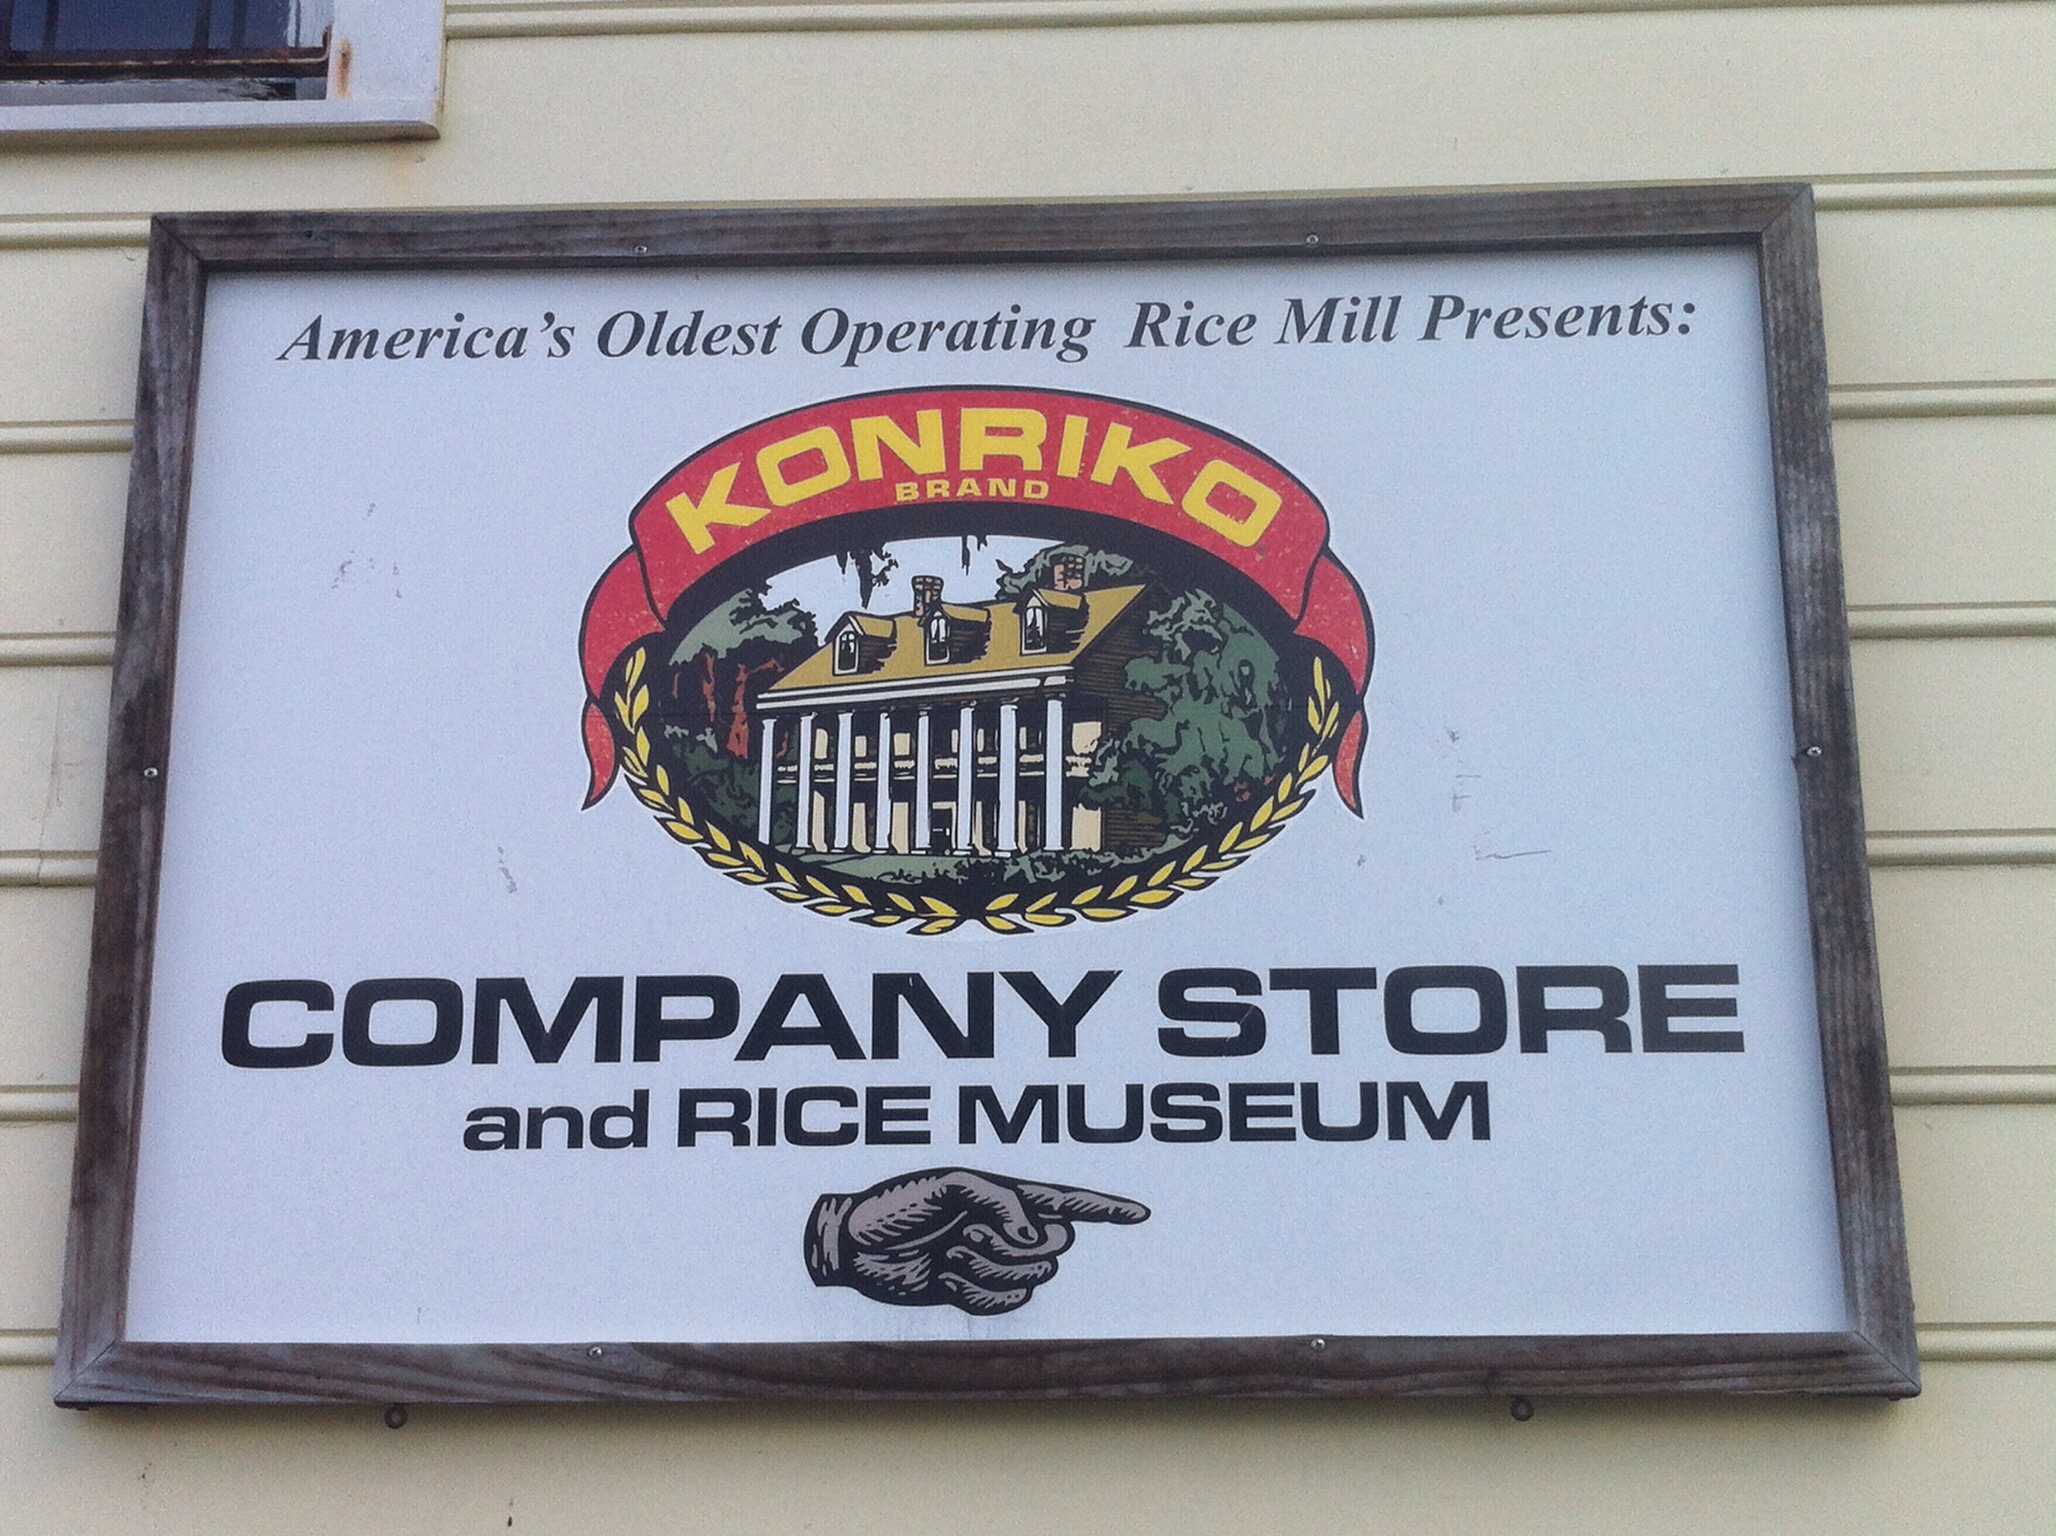 America's Oldest Operating Rice Mill Presents:
KONRIKO
BRAND
COMPANY STORE
and RICE MUSEUM